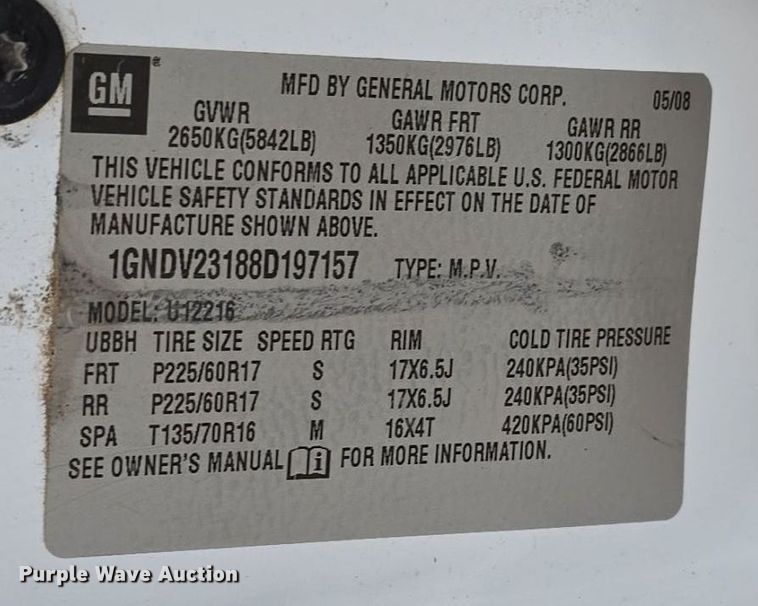 GM ®
MFD BY GENERAL MOTORS CORP. 05/08
GVWR GAWR FRT GAWR RR
2650KG(5842LB) 1350KG(2976LB) 1300KG(2866LB)
THIS VEHICLE CONFORMS TO ALL APPLICABLE U.S. FEDERAL MOTOR
VEHICLE SAFETY STANDARDS IN EFFECT ON THE DATE OF
MANUFACTURE SHOWN ABOVE.
1GNDV23188D197157 TYPE: M.P.V.
MODEL: U12216
UBBH TIRE SIZE SPEED RTG RIM COLD TIRE PRESSURE
FRT P225/60R17 S 17X6.5J 240KPA(35PSI)
RR P225/60R17 S 17X6.5J 240KPA(35PSI)
SPA T135/70R16 M 16X4T 420KPA(60PSI)
SEE OWNER'S MANUAL i FOR MORE INFORMATION.
Purple Wave Auction